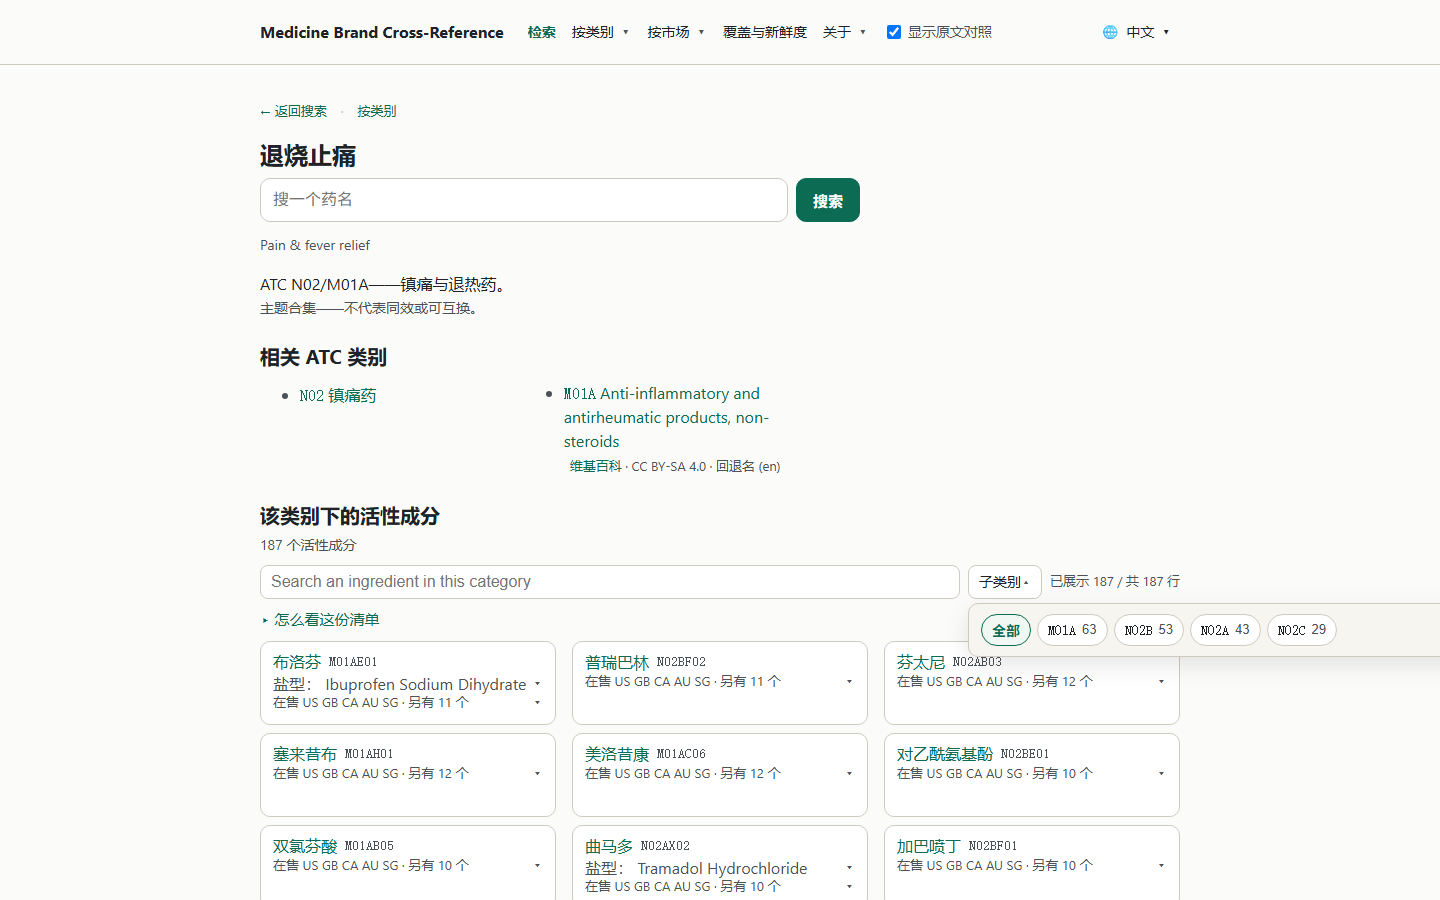 Medicine Brand Cross-Reference 检索 按类别 ▾ 按市场 ▾ 覆盖与新鲜度 关于 ▾ 显示原文对照 🌐 中文 ▾
← 返回搜索 · 按类别
退烧止痛
搜一个药名 搜索
Pain & fever relief
ATC N02/M01A——镇痛与退热药。
主题合集——不代表同效或可互换。
相关 ATC 类别
N02 镇痛药
M01A Anti-inflammatory and
antirheumatic products, non-
steroids
维基百科 · CC BY-SA 4.0 · 回退名 (en)
该类别下的活性成分
187 个活性成分
Search an ingredient in this category 子类别 已展示 187 / 共 187 行
怎么看这份清单
全部 M01A 63 N02B 53 N02A 43 N02C 29
布洛芬 M01AE01
盐型： Ibuprofen Sodium Dihydrate
在售 US GB CA AU SG · 另有 11 个
普瑞巴林 N02BF02
在售 US GB CA AU SG · 另有 11 个
芬太尼 N02AB03
在售 US GB CA AU SG · 另有 12 个
塞来昔布 M01AH01
在售 US GB CA AU SG · 另有 12 个
美洛昔康 M01AC06
在售 US GB CA AU SG · 另有 12 个
对乙酰氨基酚 N02BE01
在售 US GB CA AU SG · 另有 10 个
双氯芬酸 M01AB05
在售 US GB CA AU SG · 另有 10 个
曲马多 N02AX02
盐型： Tramadol Hydrochloride
在售 US GB CA AU SG · 另有 10 个
加巴喷丁 N02BF01
在售 US GB CA AU SG · 另有 10 个